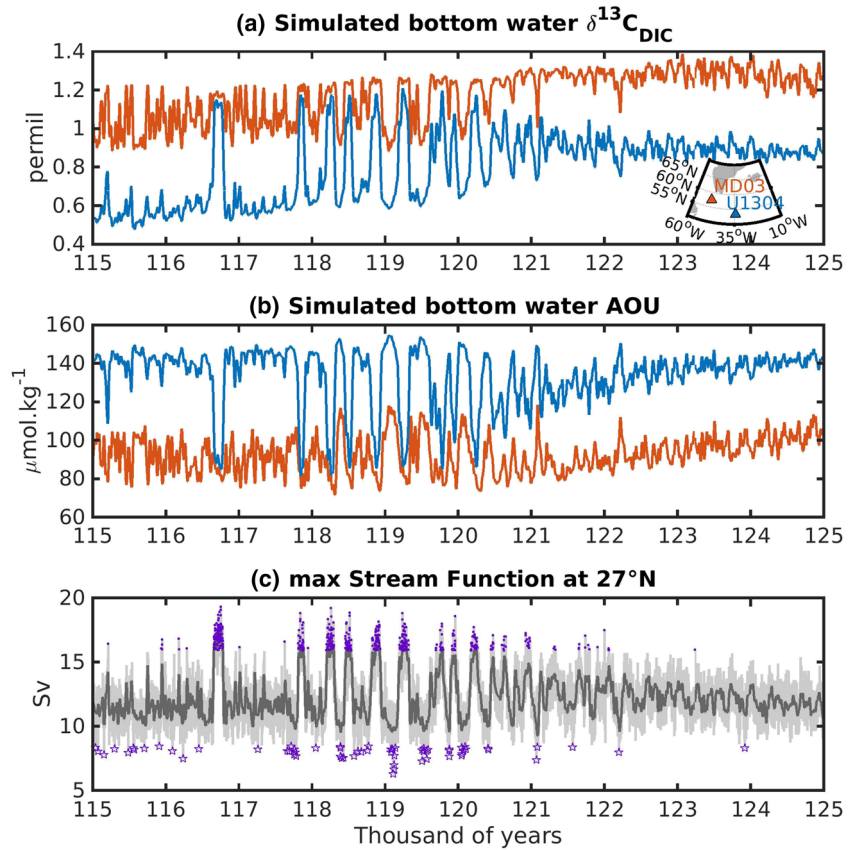 (a) Simulated bottom water δ¹³C_DIC
permil
1.4
1.2
1
0.8
0.6
0.4
65°N
60°N
55°N
MD03
U1304
60°W
35°W
10°W
115 116 117 118 119 120 121 122 123 124 125
(b) Simulated bottom water AOU
μmol.kg⁻¹
160
140
120
100
80
60
115 116 117 118 119 120 121 122 123 124 125
(c) max Stream Function at 27°N
Sv
20
15
10
5
115 116 117 118 119 120 121 122 123 124 125
Thousand of years